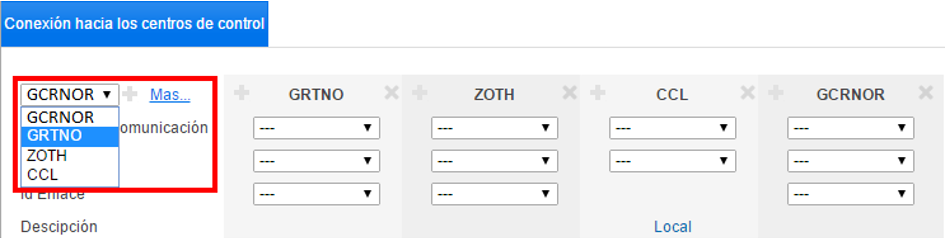 Conexión hacia los centros de control
GCRNOR Mas... GRTNO ZOTH CCL GCRNOR
GCRNOR
GRTNO omunicación --- --- --- ---
ZOTH --- --- --- ---
CCL
Id Enlace --- --- ---
Descipción Local